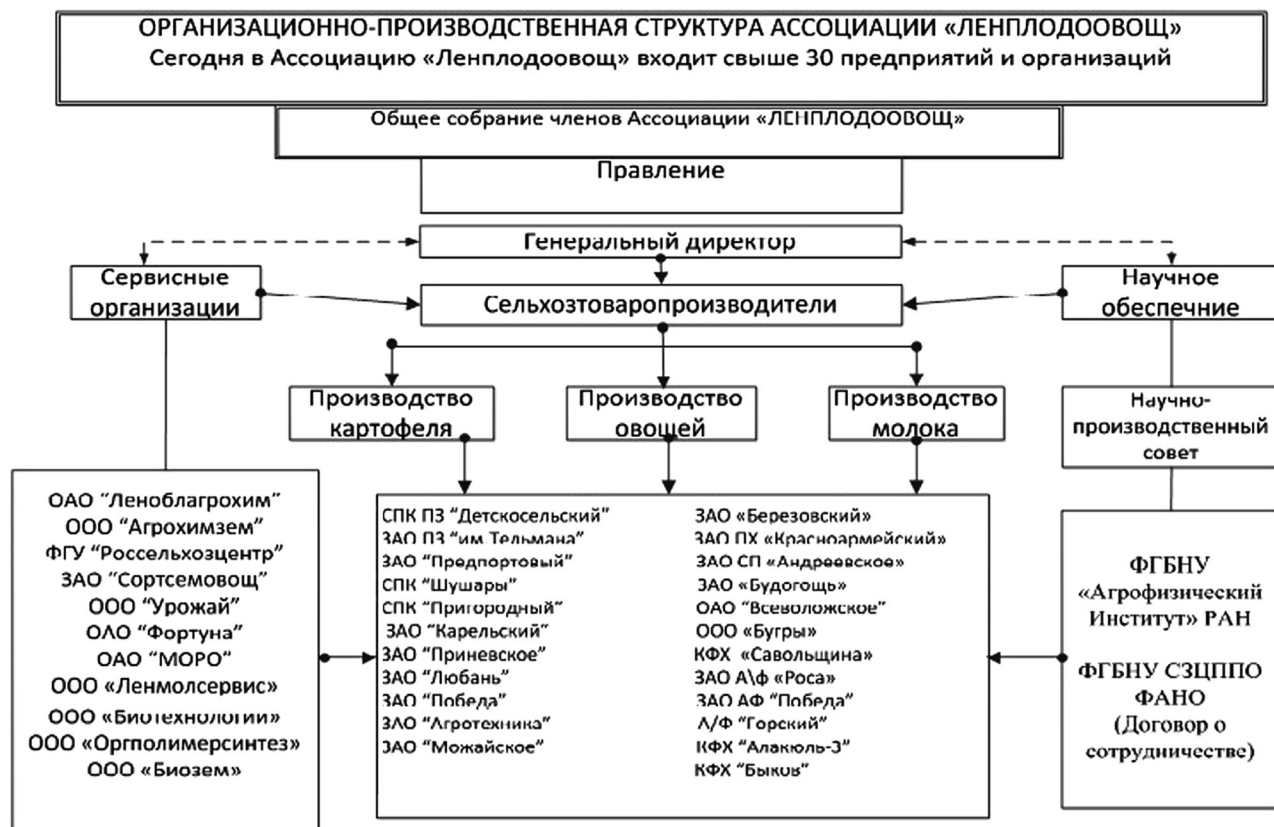 ОРГАНИЗАЦИОННО-ПРОИЗВОДСТВЕННАЯ СТРУКТУРА АССОЦИАЦИИ «ЛЕНПЛОДООВОЩ»
Сегодня в Ассоциацию «Ленплодоовощ» входит свыше 30 предприятий и организаций
Общее собрание членов Ассоциации «ЛЕНПЛОДООВОЩ»
Правление
Генеральный директор
Сервисные
организации
Сельхозтоваропроизводители
Научное
обеспечние
Производство
картофеля
Производство
овощей
Производство
молока
Научно-
производственный
совет
ОАО "Леноблагрохим"
ООО "Агрохимзем"
ФГУ "Россельхозцентр"
ЗАО "Сортсемовощ"
ООО "Урожай"
ОАО "Фортуна"
ОАО "МОРО"
ООО «Ленмолсервис»
ООО «Биотехнологии»
ООО «Оргполимерсинтез»
ООО «Биозем»
СПК ПЗ "Детскосельский"
ЗАО ПЗ "им.Тельмана"
ЗАО "Предпортовый"
СПК "Шушары"
СПК "Пригородный"
ЗАО "Карельский"
ЗАО "Приневское"
ЗАО "Любань"
ЗАО "Победа"
ЗАО "Агротехника"
ЗАО "Можайское"
ЗАО «Березовский»
ЗАО ПХ «Красноармейский»
ЗАО СП «Андреевское»
ЗАО «Будогощь»
ОАО "Всеволожское"
ООО «Бугры»
КФХ «Савольщина»
ЗАО А\ф «Роса»
ЗАО АФ "Победа"
А/Ф "Горский"
КФХ "Алаколь-3"
КФХ "Быков"
ФГБНУ
«Агрофизический
Институт» РАН
ФГБНУ СЗЦППО
ФАНО
(Договор о
сотрудничестве)